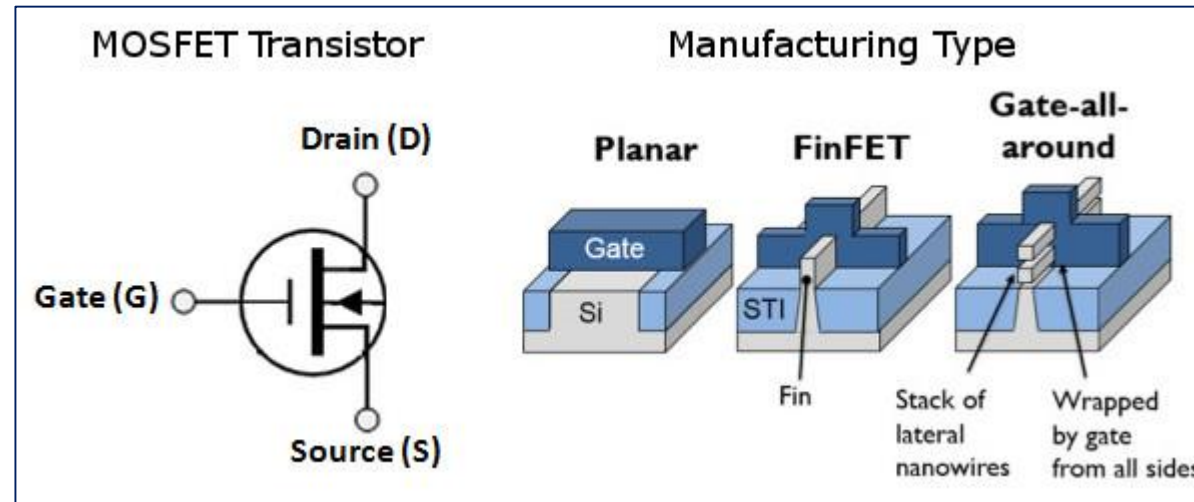 MOSFET Transistor
Drain (D)
Gate (G)
Source (S)
Manufacturing Type
Planar
FinFET
Gate-all-
around
Gate
Si
STI
Fin
Stack of
lateral
nanowires
Wrapped
by gate
from all sides